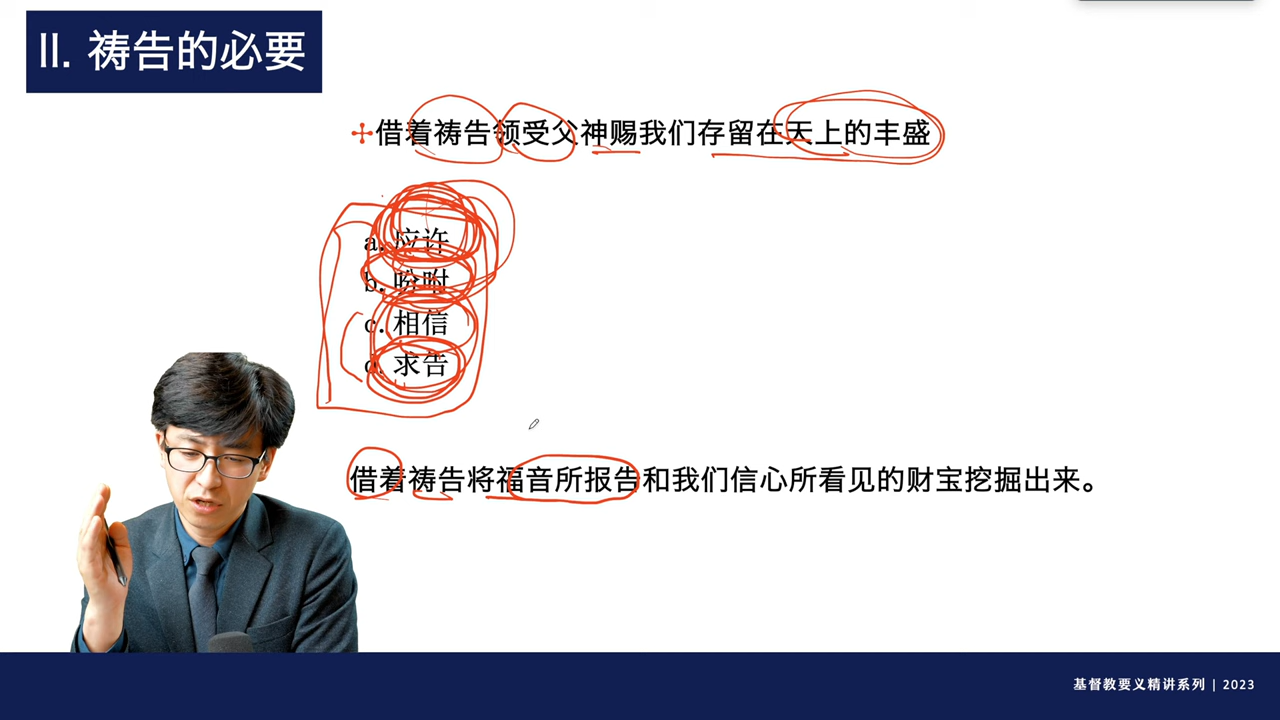 II. 祷告的必要
借着祷告领受父神赐我们存留在天上的丰盛
a. 应许
b. 吩咐
c. 相信
d. 求告
借着祷告将福音所报告和我们信心所看见的财宝挖掘出来。
基督教要义精讲系列 | 2023